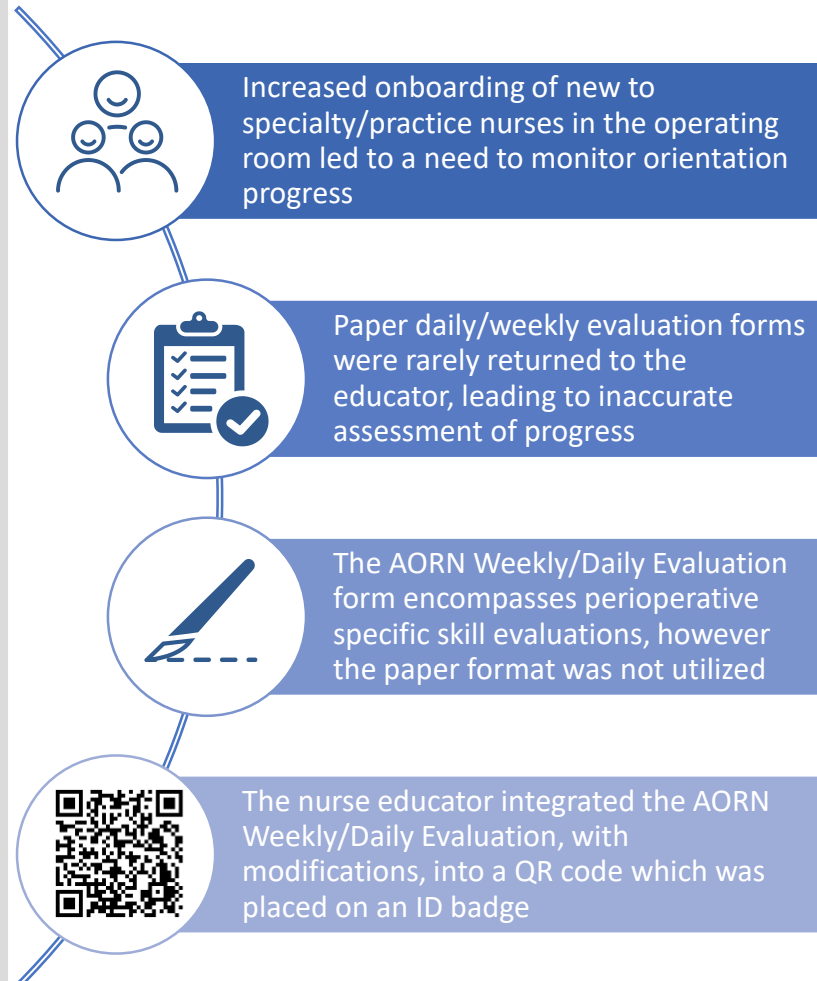 Increased onboarding of new to
specialty/practice nurses in the operating
room led to a need to monitor orientation
progress
Paper daily/weekly evaluation forms
were rarely returned to the
educator, leading to inaccurate
assessment of progress
The AORN Weekly/Daily Evaluation
form encompasses perioperative
specific skill evaluations, however
the paper format was not utilized
The nurse educator integrated the AORN
Weekly/Daily Evaluation, with
modifications, into a QR code which was
placed on an ID badge